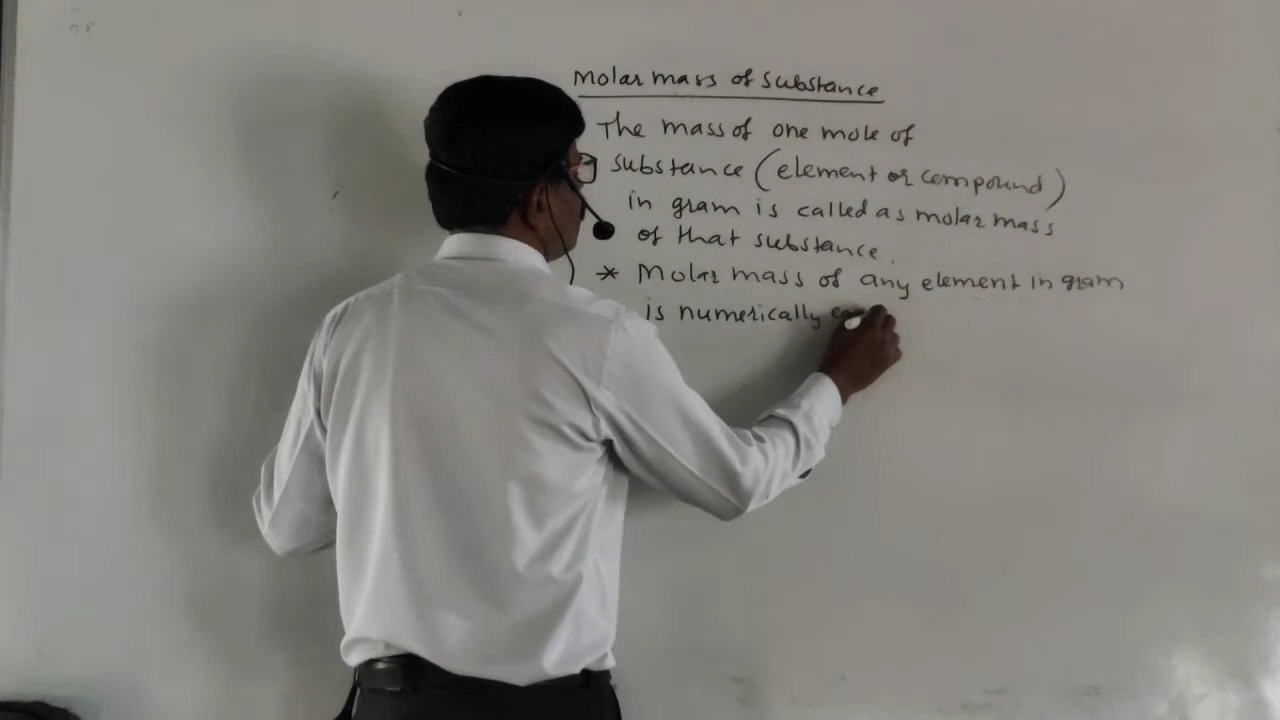 Molar mass of substance
The mass of one mole of
substance (element or compound)
in gram is called as molar mass
of that substance.
* Molar mass of any element in gram
is numerically